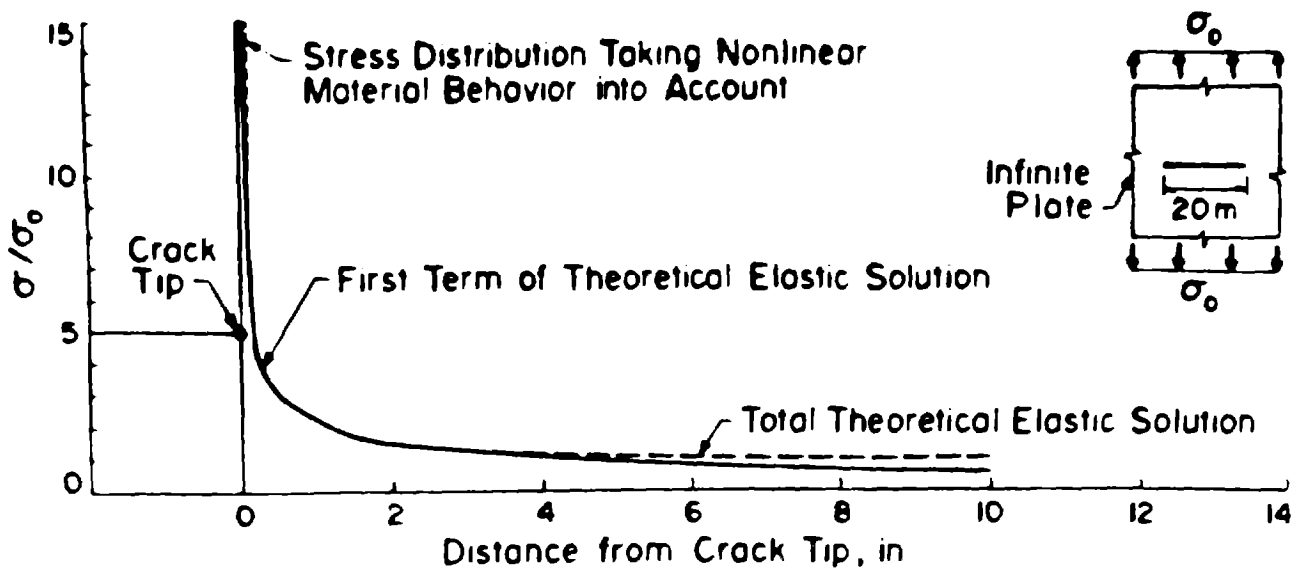 σ/σ₀
15
10
5
0
Stress Distribution Taking Nonlinear
Material Behavior into Account
Crack
Tip
First Term of Theoretical Elastic Solution
Total Theoretical Elastic Solution
0
2
4
6
8
10
12
14
Distance from Crack Tip, in
σ₀
Infinite
Plate
20 m
σ₀